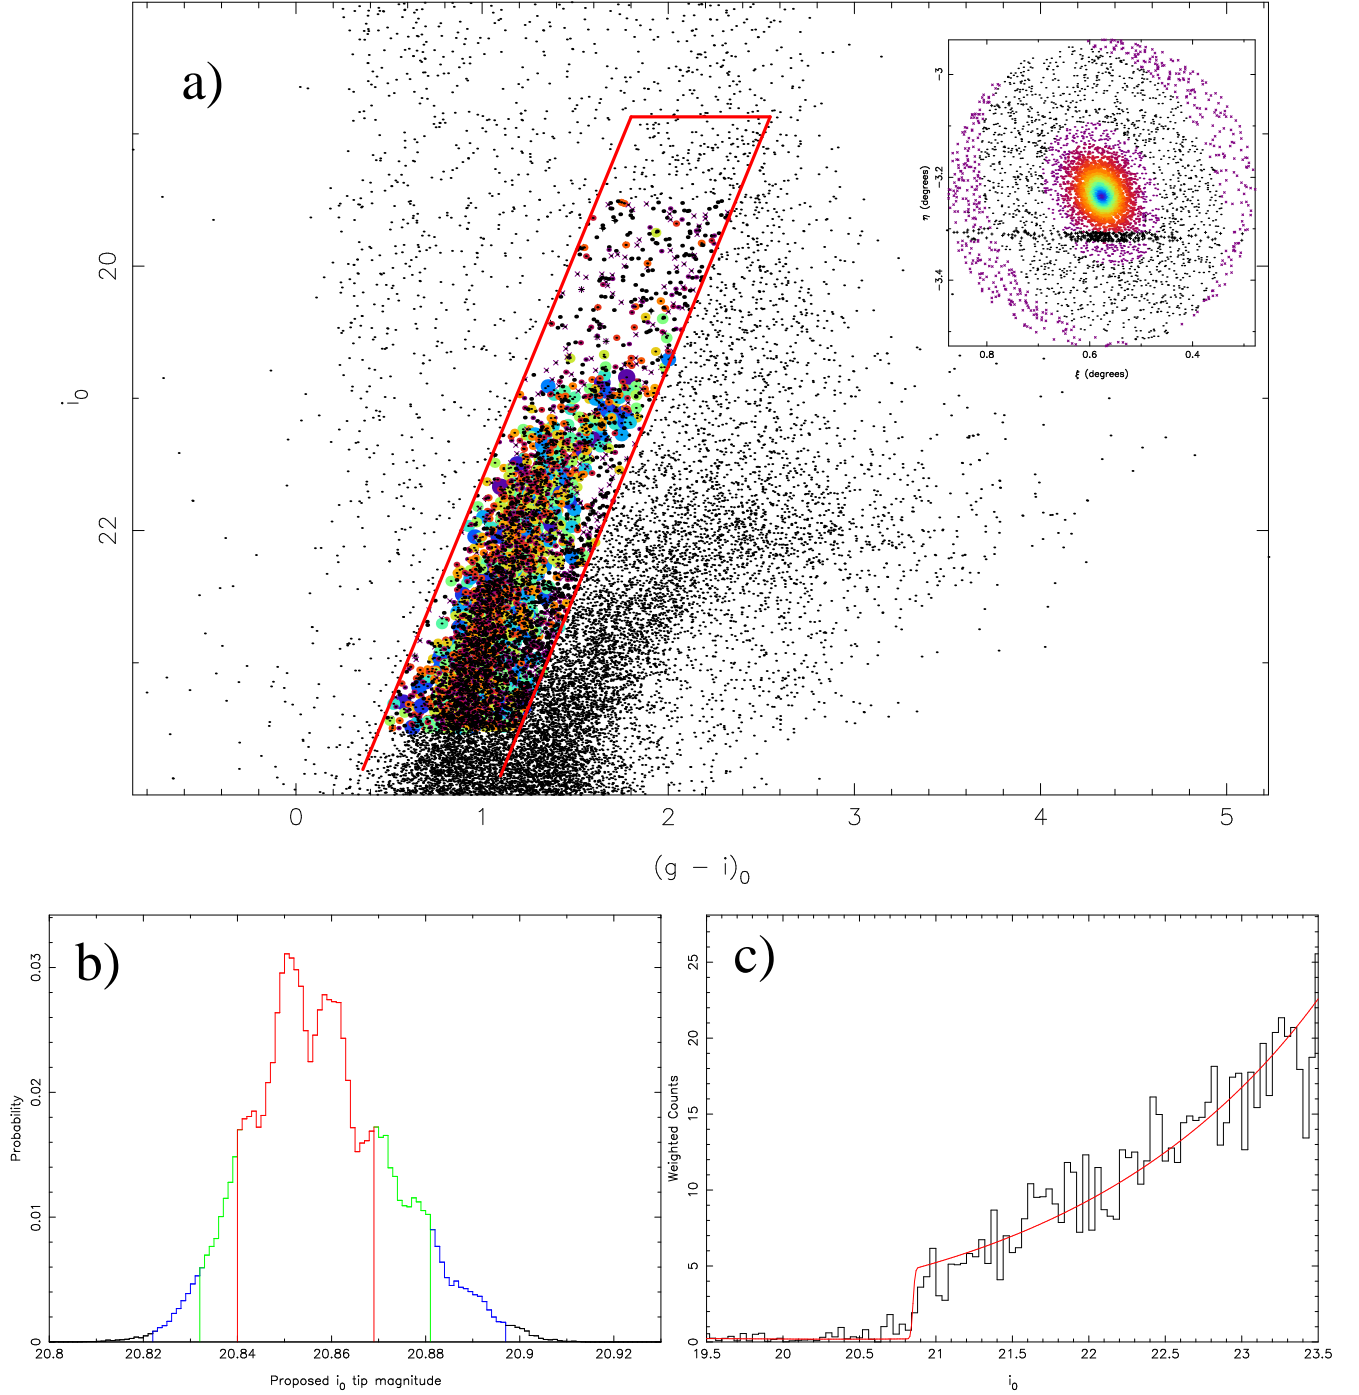 a)
20
22
i0
0 1 2 3 4 5
(g − i)0
−3
−3.2
−3.4
η (degrees)
0.8 0.6 0.4
ξ (degrees)
b)
0.03
0.02
0.01
0
Probability
20.8 20.82 20.84 20.86 20.88 20.9 20.92
Proposed i0 tip magnitude
c)
25
20
15
10
5
0
Weighted Counts
19.5 20 20.5 21 21.5 22 22.5 23 23.5
i0